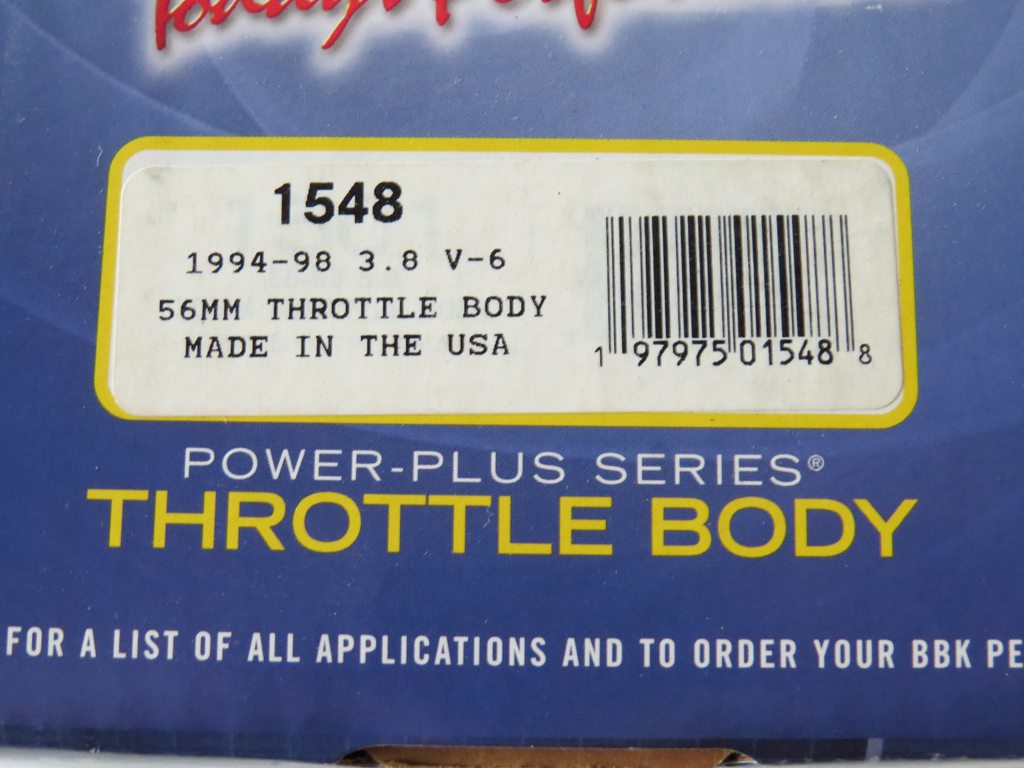 1548
1994-98 3.8 V-6
56MM THROTTLE BODY
MADE IN THE USA
1 97975 01548 8
POWER-PLUS SERIES®
THROTTLE BODY
FOR A LIST OF ALL APPLICATIONS AND TO ORDER YOUR BBK PE